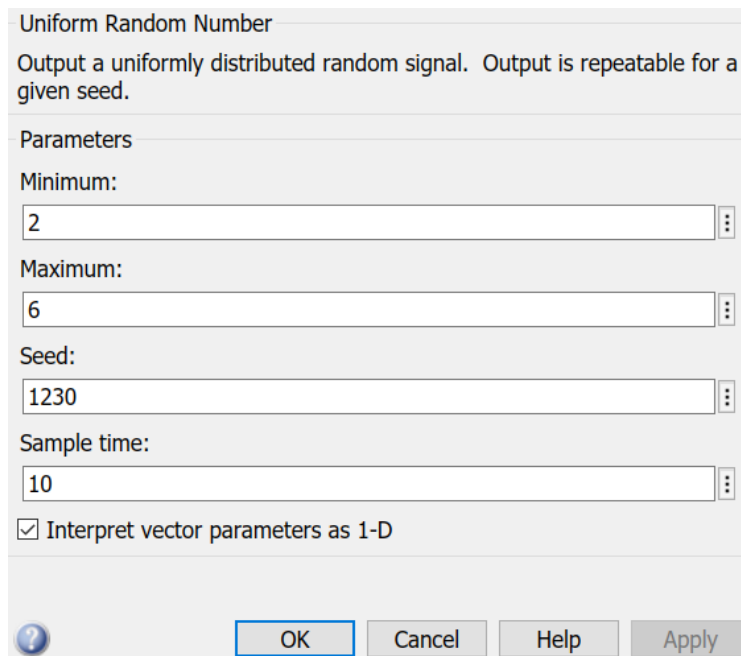 Uniform Random Number
Output a uniformly distributed random signal.  Output is repeatable for a
given seed.
Parameters
Minimum:
2
Maximum:
6
Seed:
1230
Sample time:
10
Interpret vector parameters as 1-D
OK Cancel Help Apply